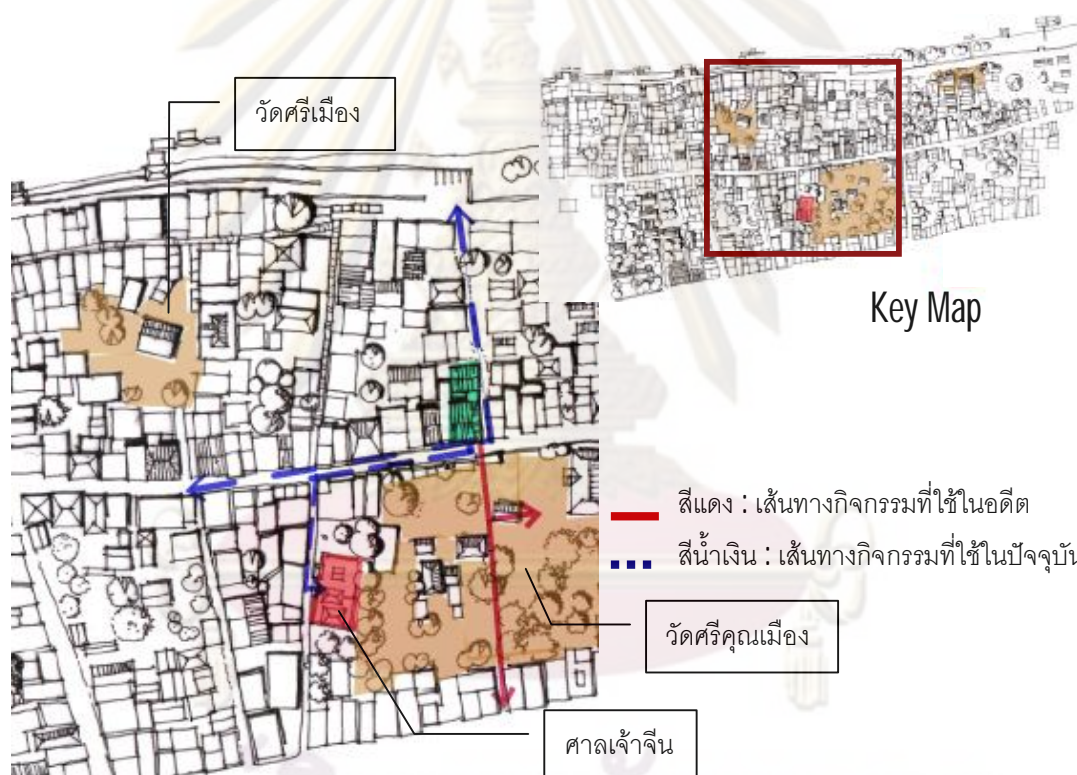 วัดศรีเมือง
Key Map
สีแดง : เส้นทางกิจกรรมที่ใช้ในอดีต
สีน้ำเงิน : เส้นทางกิจกรรมที่ใช้ในปัจจุบัน
วัดศรีคุณเมือง
ศาลเจ้าจีน